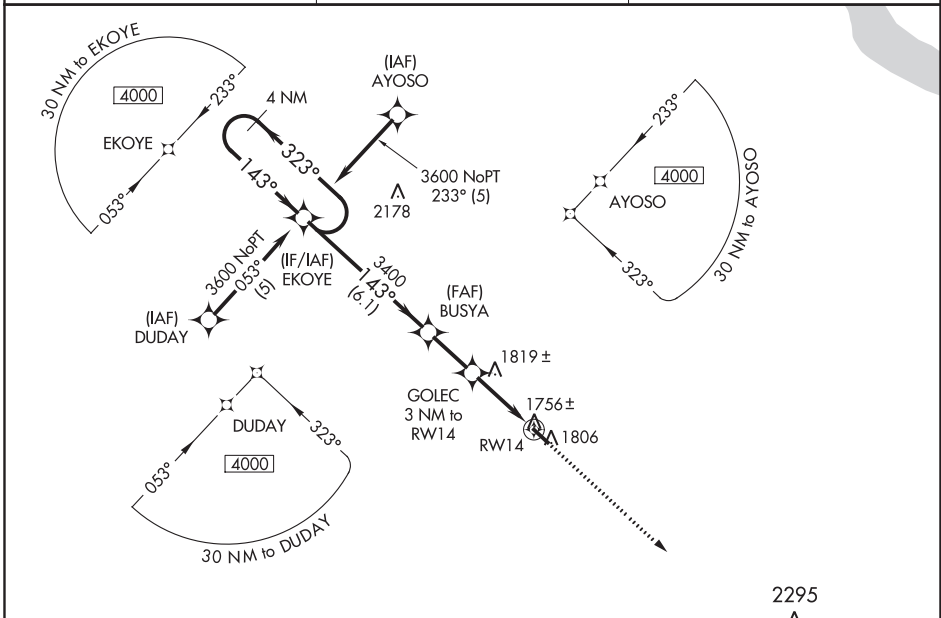 30 NM to EKOYE
4000
233°
EKOYE
053°
4 NM
(IAF)
AYOSO
323°
143°
3600 NoPT
233° (5)
2178
233°
4000
AYOSO
30 NM to AYOSO
323°
3600 NoPT
053°
(5)
(IF/IAF)
EKOYE
3400
143°
(6.1)
(IAF)
DUDAY
(FAF)
BUSYA
1819 ±
GOLEC
3 NM to
RW14
1756 ±
RW14
1806
DUDAY
323°
053°
4000
30 NM to DUDAY
2295